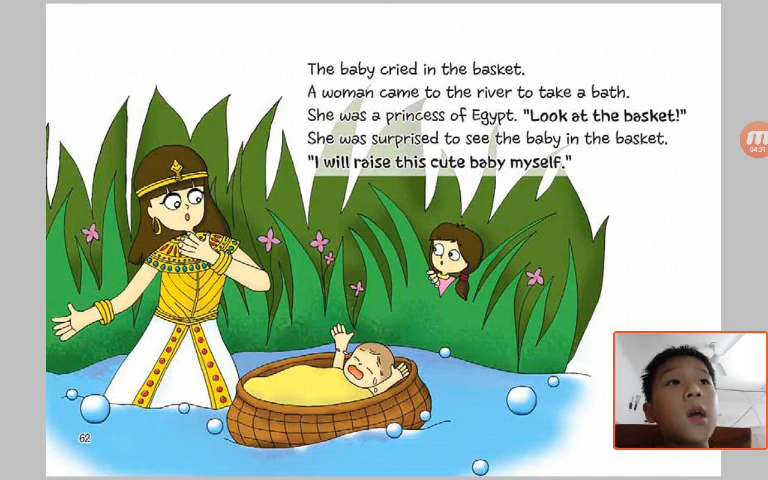 The baby cried in the basket.
A woman came to the river to take a bath.
She was a princess of Egypt. "Look at the basket!"
She was surprised to see the baby in the basket.
"I will raise this cute baby myself."
62
M
04:31